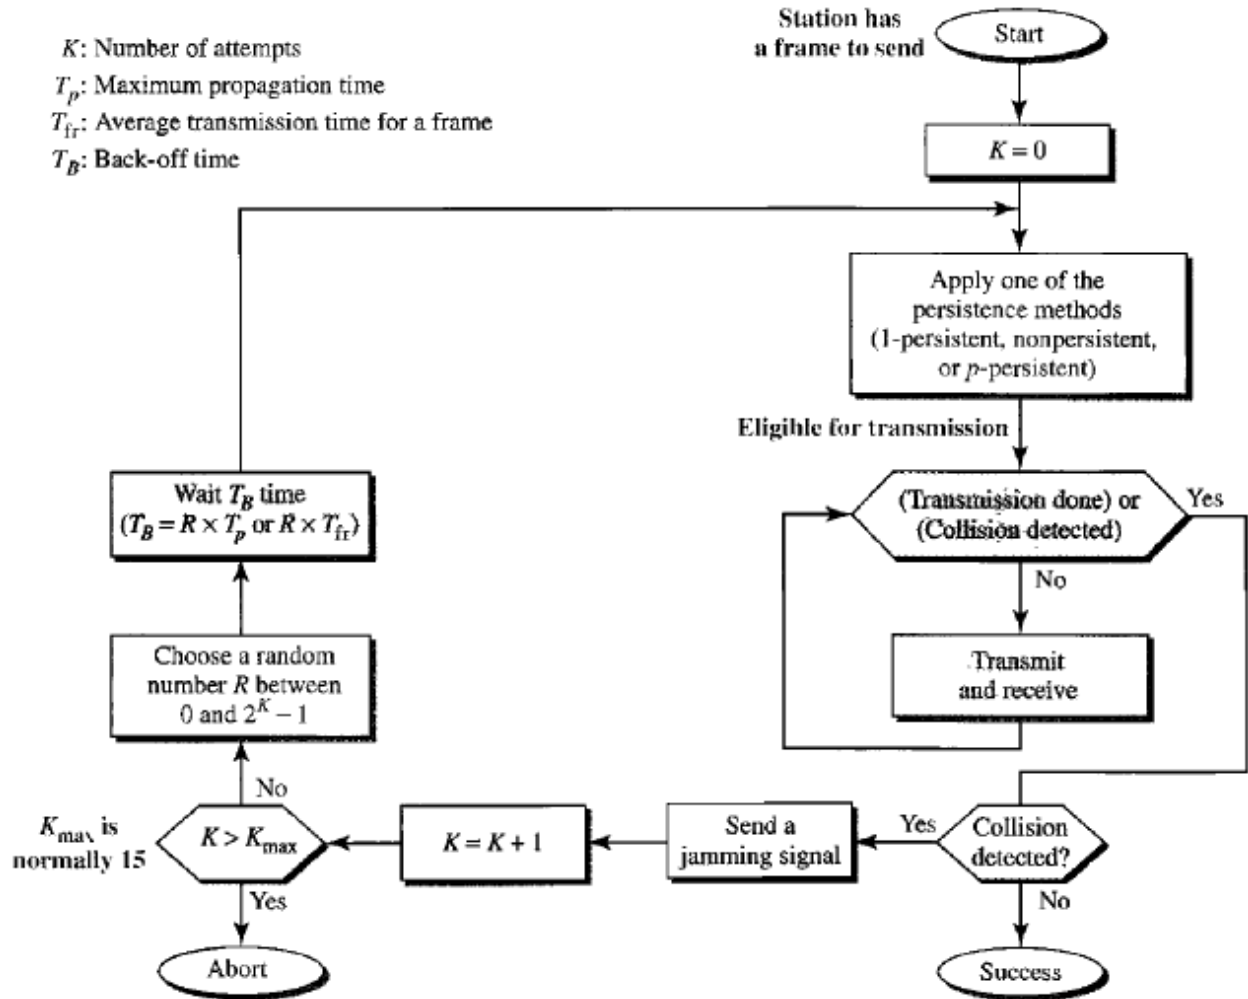 Station has
a frame to send
Start
K: Number of attempts
Tp: Maximum propagation time
Tfr: Average transmission time for a frame
TB: Back-off time
K = 0
Apply one of the
persistence methods
(1-persistent, nonpersistent,
or p-persistent)
Eligible for transmission
Wait TB time
(TB = R × Tp or R × Tfr)
(Transmission done) or
(Collision detected)
Yes
No
Choose a random
number R between
0 and 2^K − 1
Transmit
and receive
No
Kmax is
normally 15
K > Kmax
K = K + 1
Send a
jamming signal
Yes
Collision
detected?
Yes
No
Abort
Success